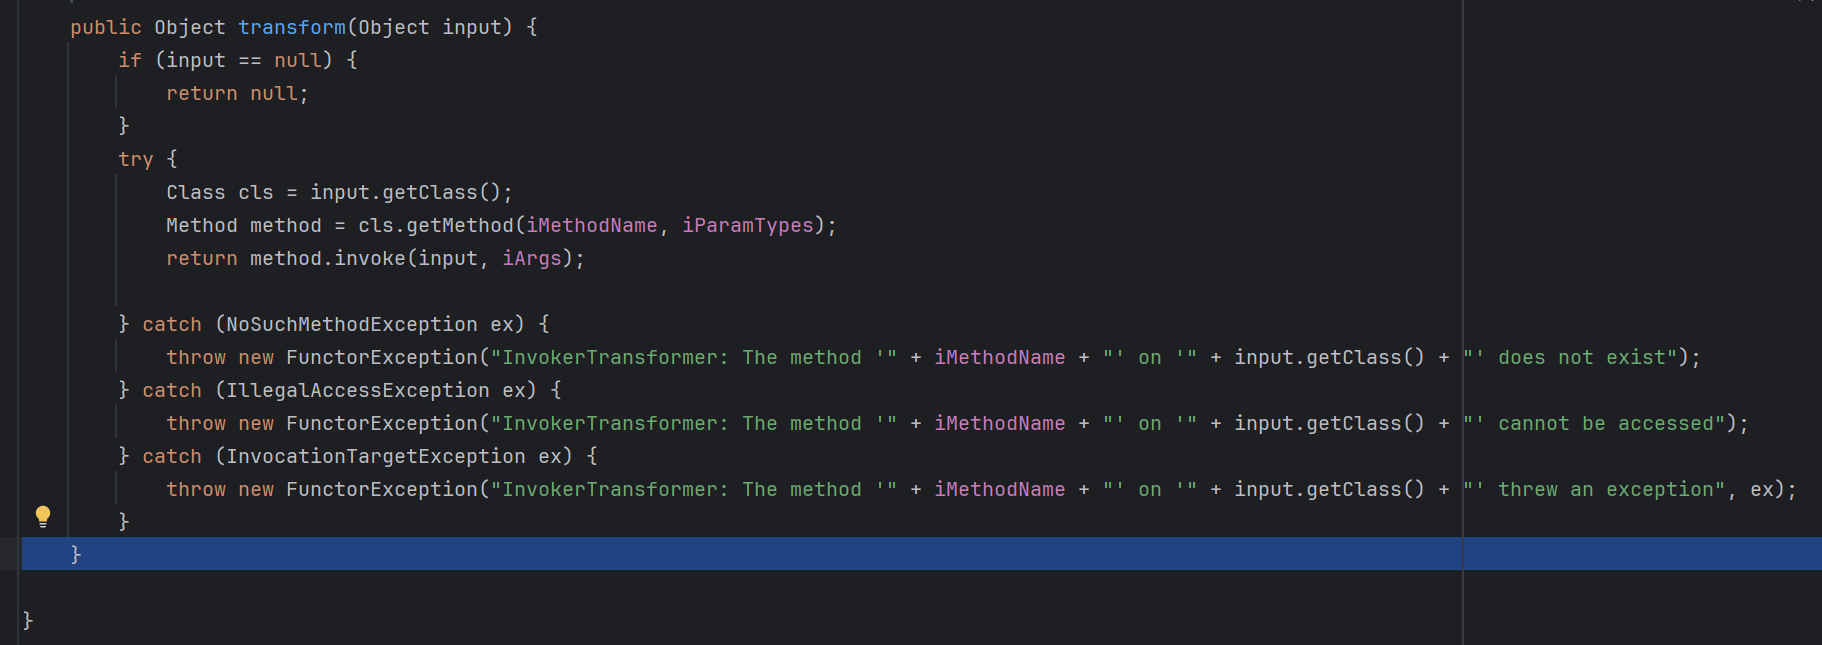 public Object transform(Object input) {
if (input == null) {
return null;
}
try {
Class cls = input.getClass();
Method method = cls.getMethod(iMethodName, iParamTypes);
return method.invoke(input, iArgs);
} catch (NoSuchMethodException ex) {
throw new FunctorException("InvokerTransformer: The method '" + iMethodName + "' on '" + input.getClass() + "' does not exist");
} catch (IllegalAccessException ex) {
throw new FunctorException("InvokerTransformer: The method '" + iMethodName + "' on '" + input.getClass() + "' cannot be accessed");
} catch (InvocationTargetException ex) {
throw new FunctorException("InvokerTransformer: The method '" + iMethodName + "' on '" + input.getClass() + "' threw an exception", ex);
}
}
}